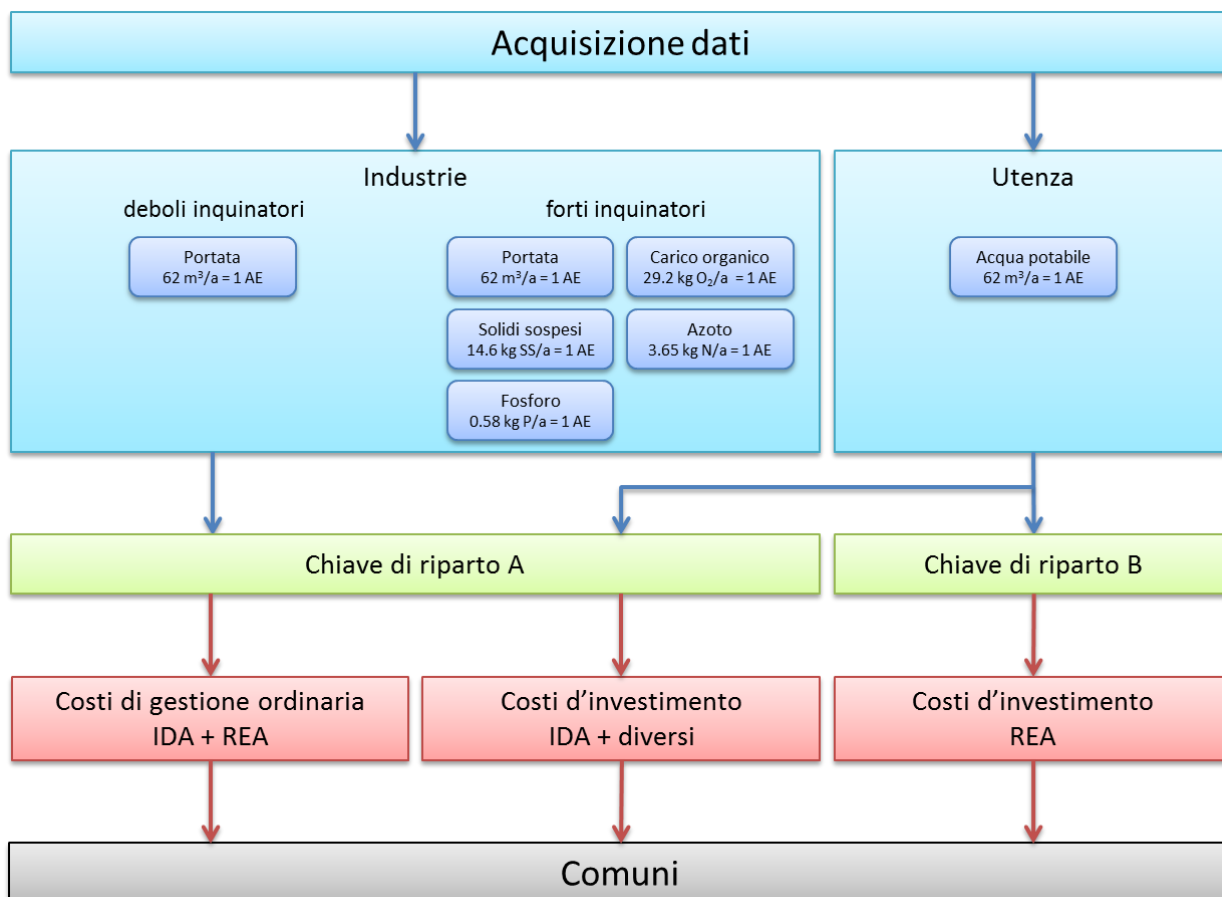 Acquisizione dati
Industrie
deboli inquinatori
forti inquinatori
Portata
62 m³/a = 1 AE
Portata
62 m³/a = 1 AE
Carico organico
29.2 kg O₂/a = 1 AE
Solidi sospesi
14.6 kg SS/a = 1 AE
Azoto
3.65 kg N/a = 1 AE
Fosforo
0.58 kg P/a = 1 AE
Utenza
Acqua potabile
62 m³/a = 1 AE
Chiave di riparto A
Chiave di riparto B
Costi di gestione ordinaria
IDA + REA
Costi d’investimento
IDA + diversi
Costi d’investimento
REA
Comuni